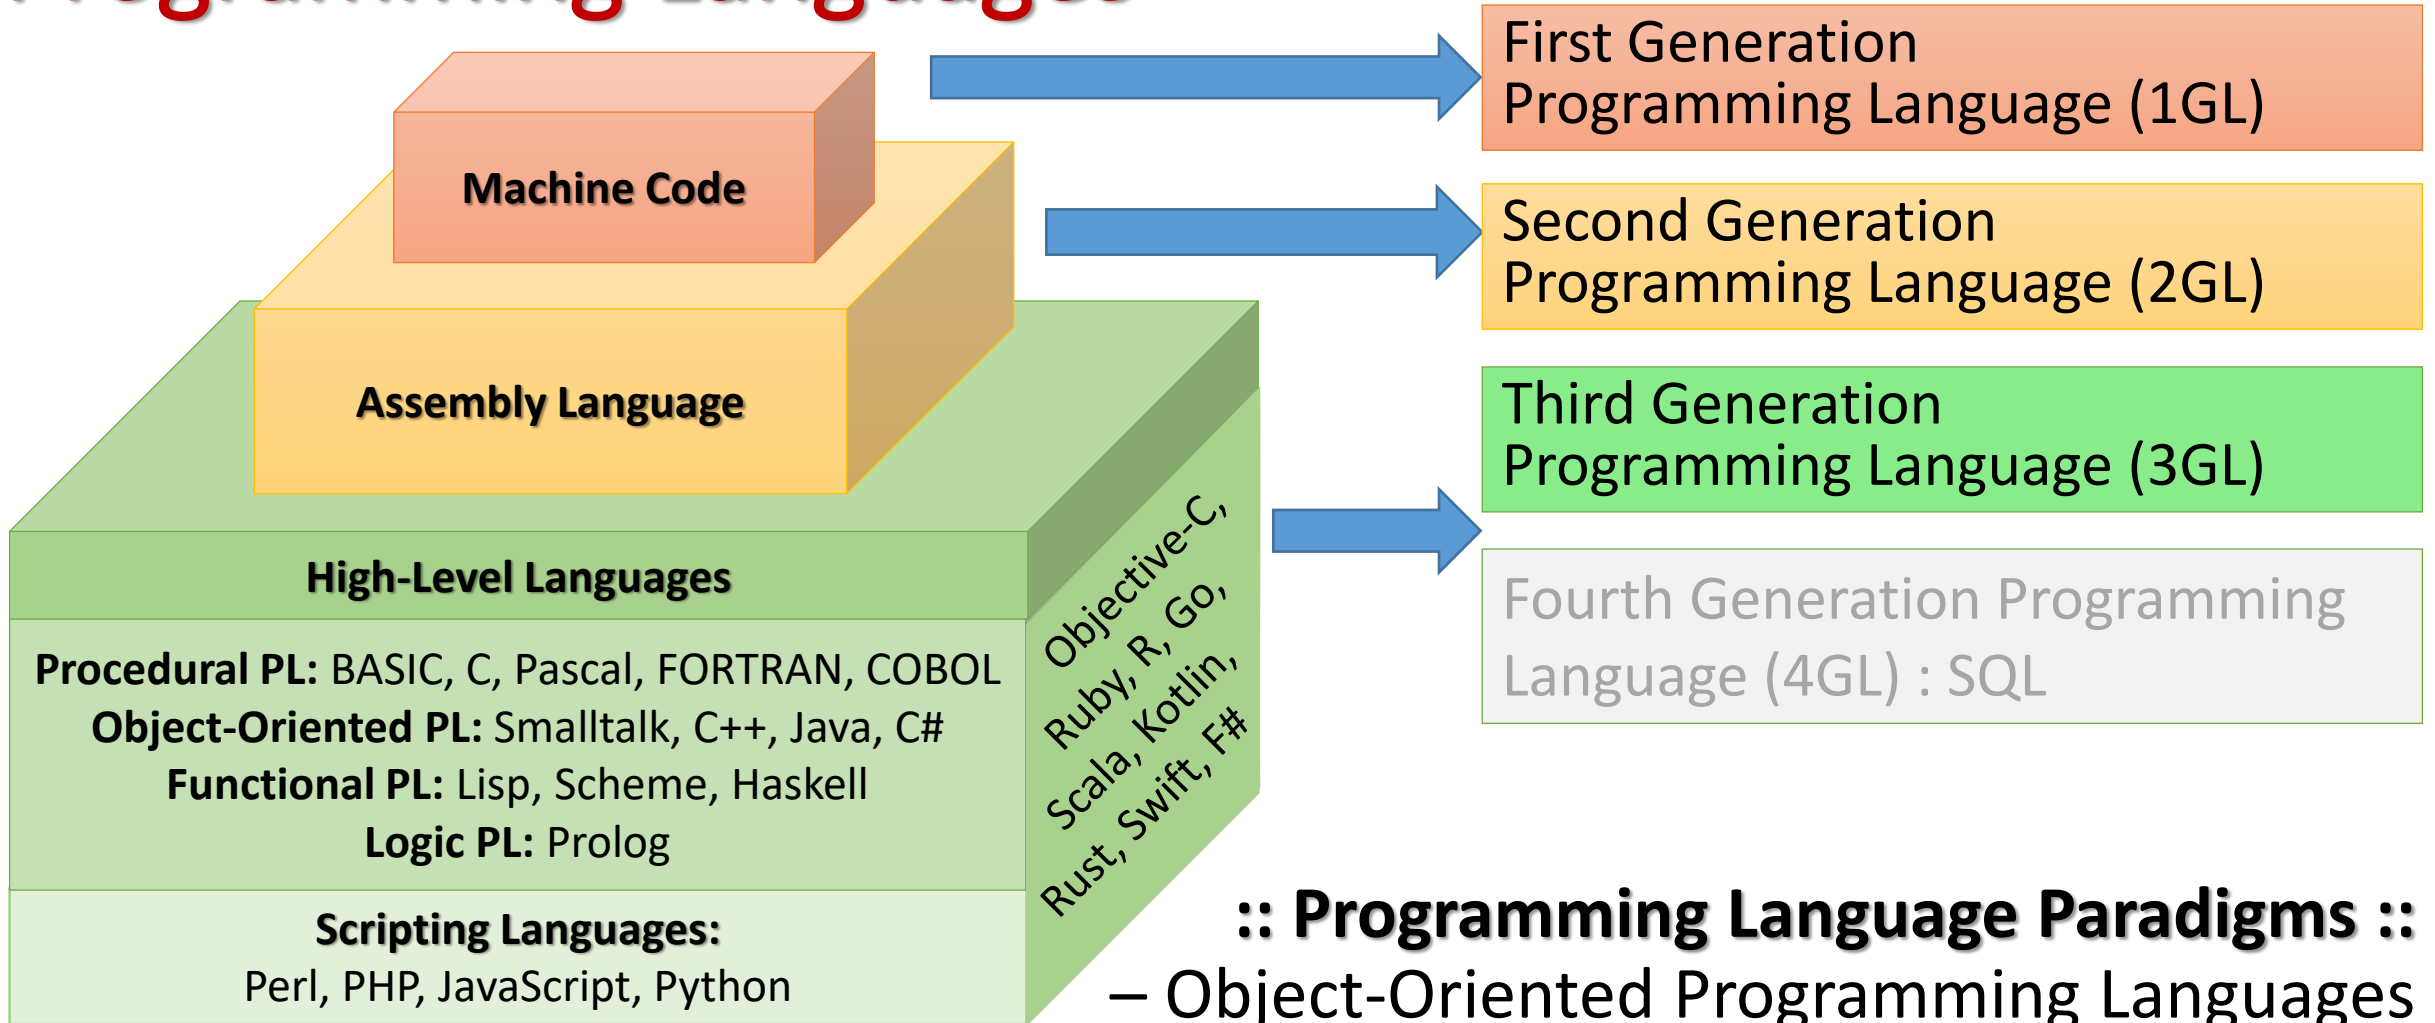 Programming Languages
Machine Code
Assembly Language
High-Level Languages
Procedural PL: BASIC, C, Pascal, FORTRAN, COBOL
Object-Oriented PL: Smalltalk, C++, Java, C#
Functional PL: Lisp, Scheme, Haskell
Logic PL: Prolog
Scripting Languages:
Perl, PHP, JavaScript, Python
Objective-C,
Ruby, R, Go,
Scala, Kotlin,
Rust, Swift, F#
First Generation
Programming Language (1GL)
Second Generation
Programming Language (2GL)
Third Generation
Programming Language (3GL)
Fourth Generation Programming
Language (4GL) : SQL
:: Programming Language Paradigms ::
– Object-Oriented Programming Languages